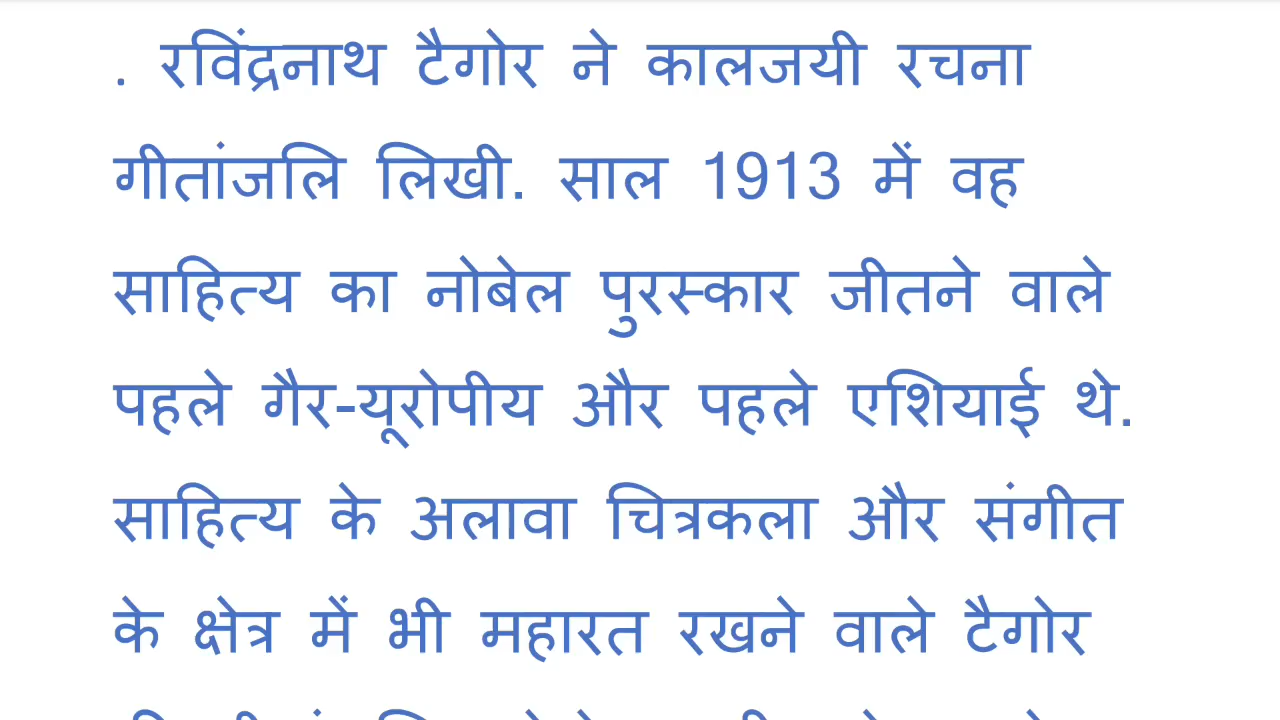 . रविंद्रनाथ टैगोर ने कालजयी रचना
गीतांजलि लिखी. साल 1913 में वह
साहित्य का नोबेल पुरस्कार जीतने वाले
पहले गैर-यूरोपीय और पहले एशियाई थे.
साहित्य के अलावा चित्रकला और संगीत
के क्षेत्र में भी महारत रखने वाले टैगोर